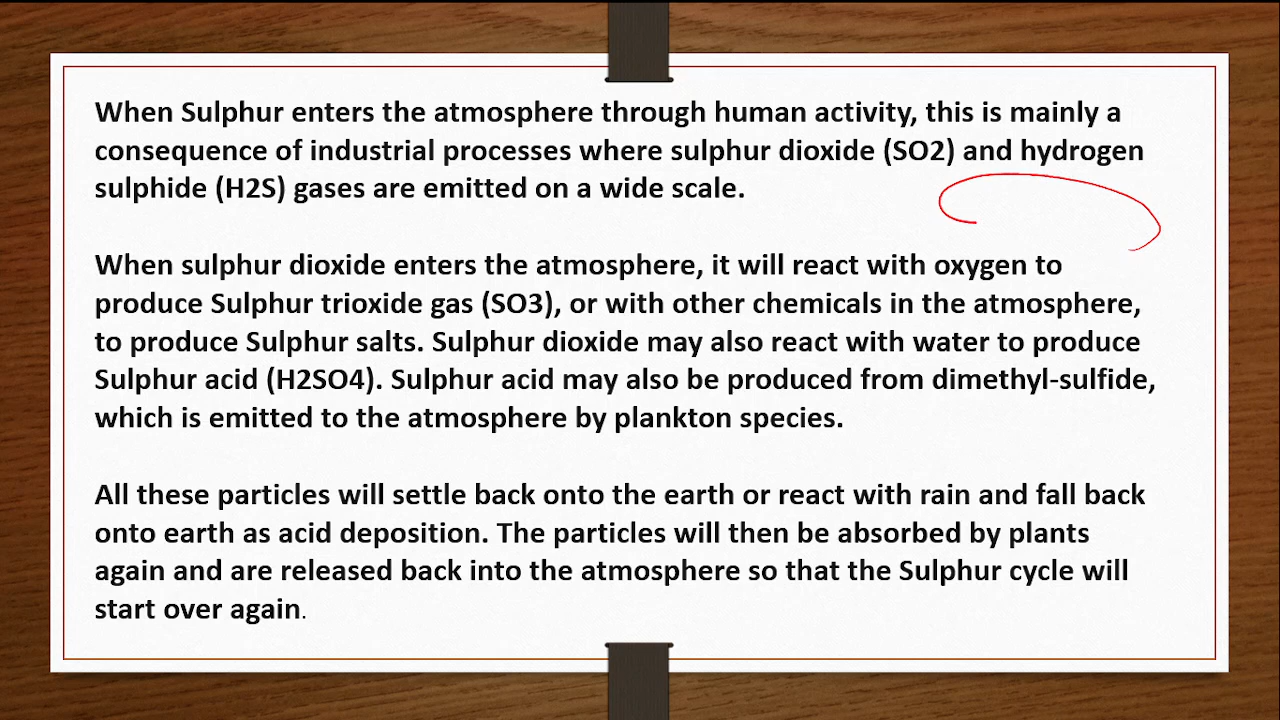 When Sulphur enters the atmosphere through human activity, this is mainly a
consequence of industrial processes where sulphur dioxide (SO2) and hydrogen
sulphide (H2S) gases are emitted on a wide scale.
When sulphur dioxide enters the atmosphere, it will react with oxygen to
produce Sulphur trioxide gas (SO3), or with other chemicals in the atmosphere,
to produce Sulphur salts. Sulphur dioxide may also react with water to produce
Sulphur acid (H2SO4). Sulphur acid may also be produced from dimethyl-sulfide,
which is emitted to the atmosphere by plankton species.
All these particles will settle back onto the earth or react with rain and fall back
onto earth as acid deposition. The particles will then be absorbed by plants
again and are released back into the atmosphere so that the Sulphur cycle will
start over again.